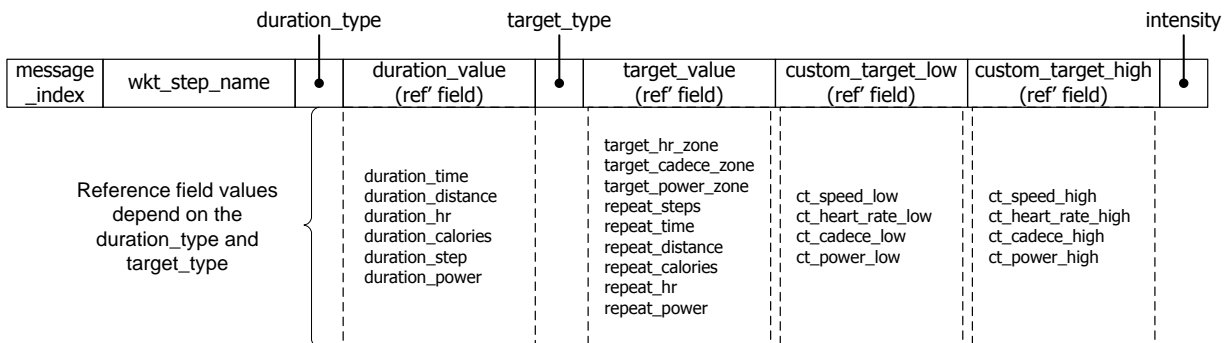 duration_type
target_type
intensity
message
_index
wkt_step_name
duration_value
(ref' field)
target_value
(ref' field)
custom_target_low
(ref' field)
custom_target_high
(ref' field)
Reference field values
depend on the
duration_type and
target_type
duration_time
duration_distance
duration_hr
duration_calories
duration_step
duration_power
target_hr_zone
target_cadece_zone
target_power_zone
repeat_steps
repeat_time
repeat_distance
repeat_calories
repeat_hr
repeat_power
ct_speed_low
ct_heart_rate_low
ct_cadece_low
ct_power_low
ct_speed_high
ct_heart_rate_high
ct_cadece_high
ct_power_high